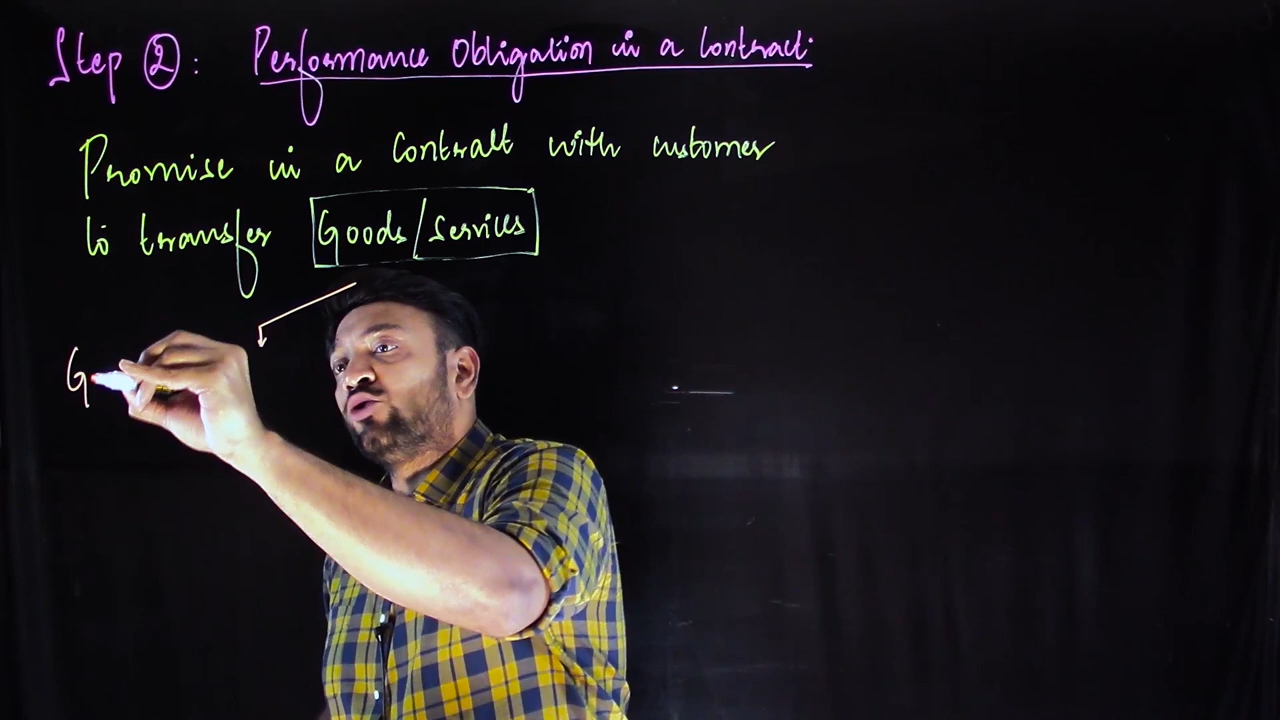 Step 2: Performance Obligation in a Contract:
Promise in a Contract with customer
to transfer Goods/Services
G